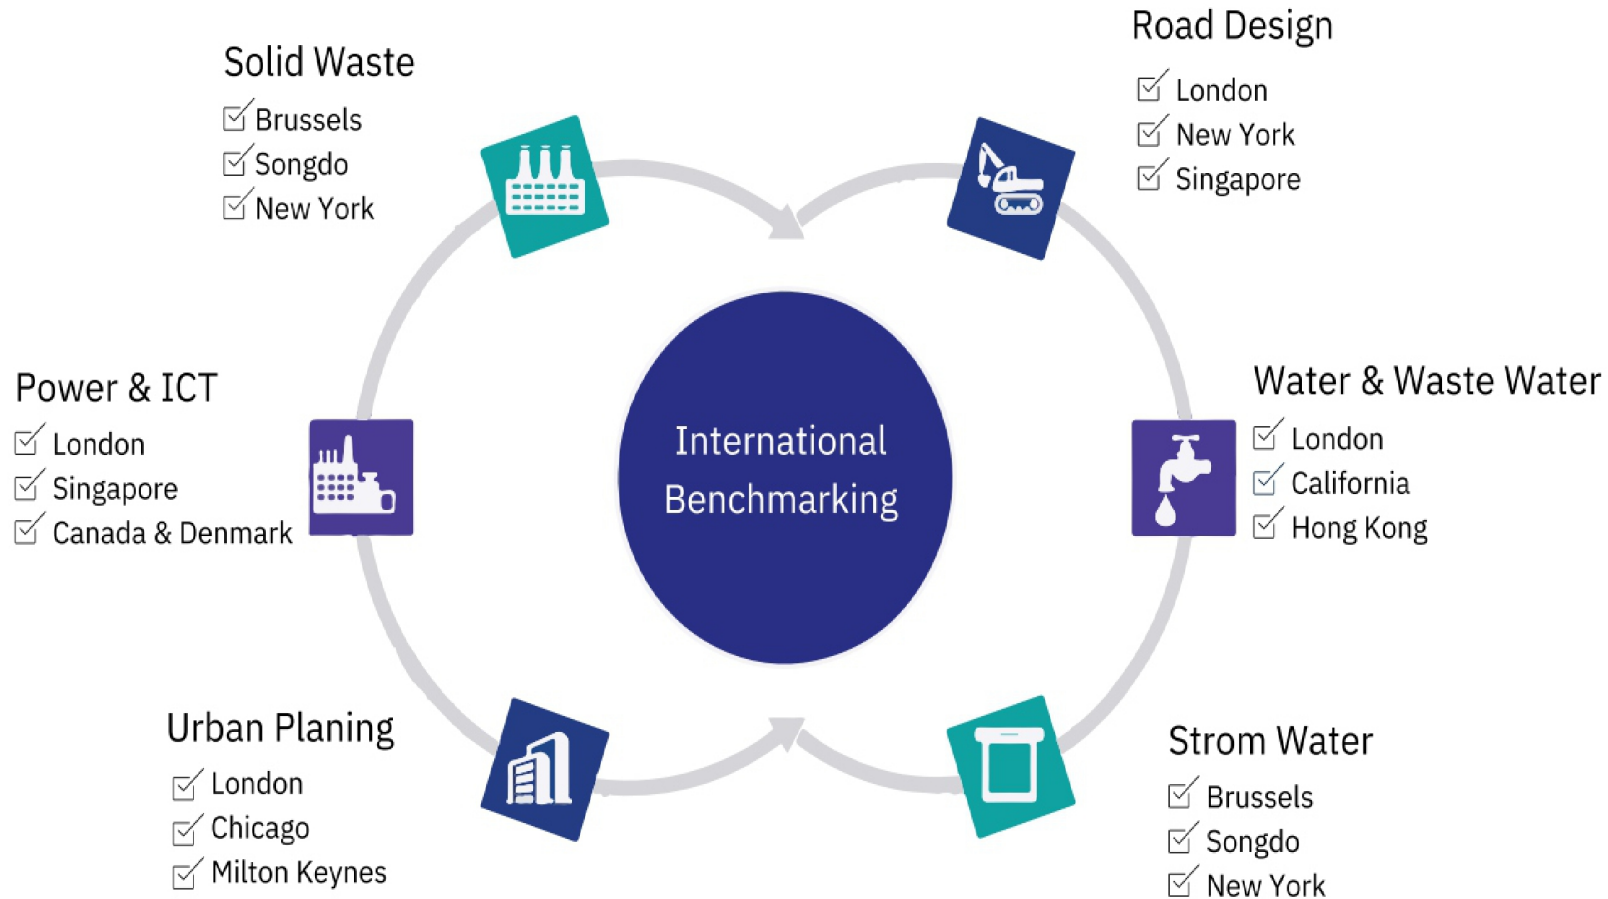 Solid Waste
Brussels
Songdo
New York
Road Design
London
New York
Singapore
Power & ICT
London
Singapore
Canada & Denmark
International
Benchmarking
Water & Waste Water
London
California
Hong Kong
Urban Planing
London
Chicago
Milton Keynes
Strom Water
Brussels
Songdo
New York